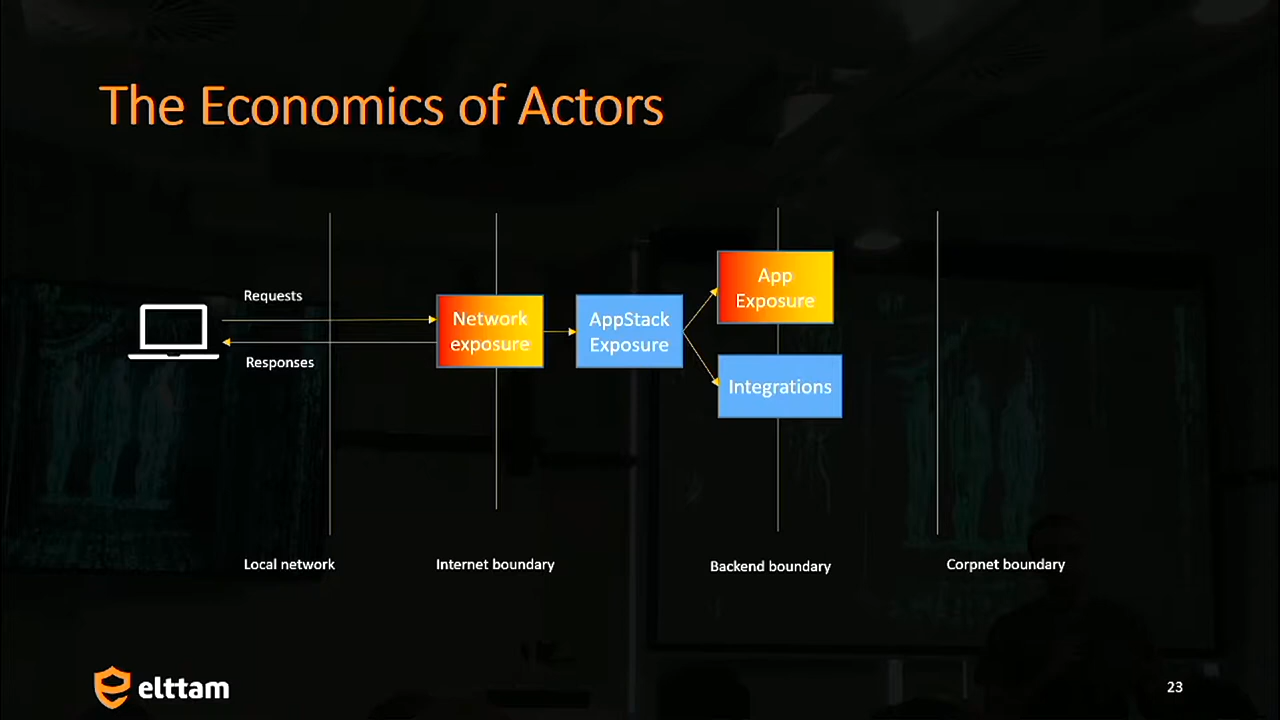 The Economics of Actors
Requests
Responses
Network
exposure
AppStack
Exposure
App
Exposure
Integrations
Local network
Internet boundary
Backend boundary
Corpnet boundary
elttam
23